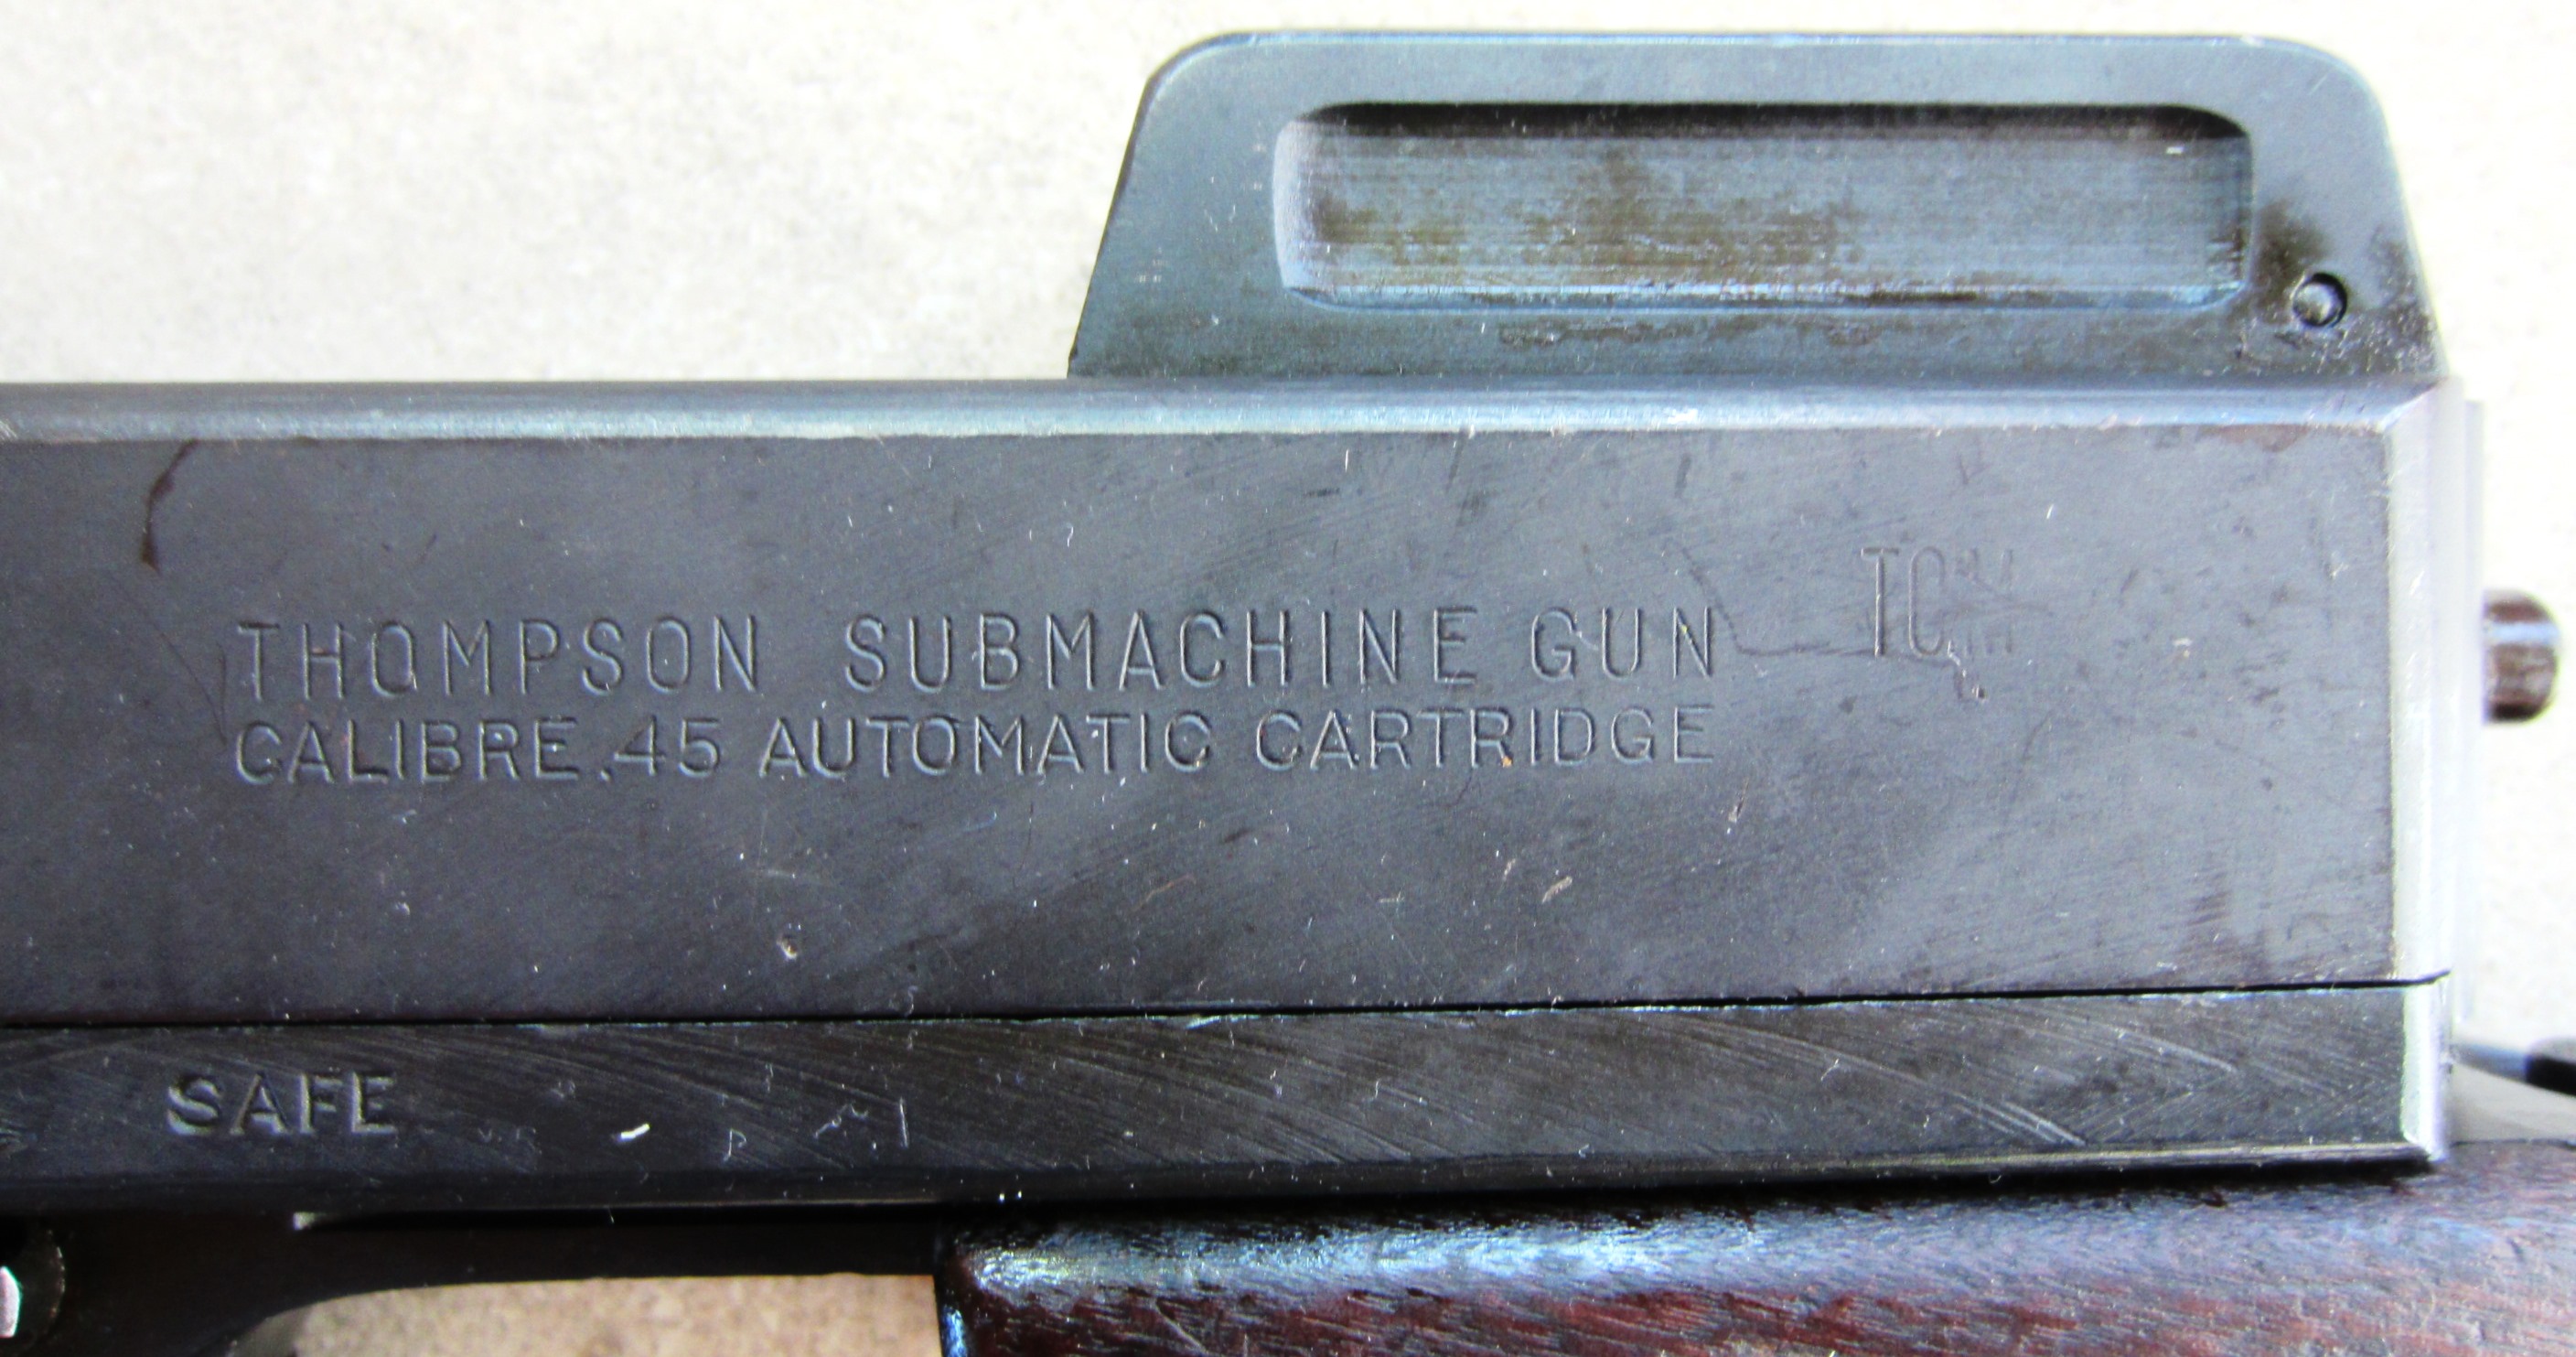 THOMPSON SUBMACHINE GUN
CALIBRE .45 AUTOMATIC CARTRIDGE
SAFE